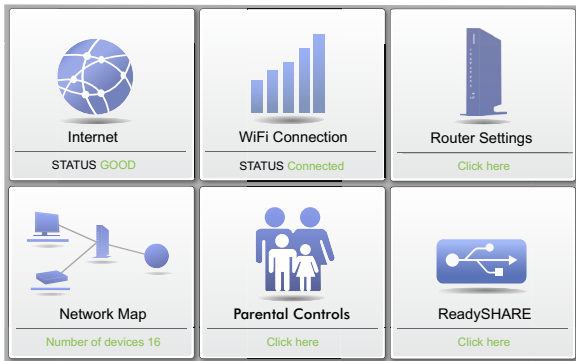 Internet
STATUS GOOD
WiFi Connection
STATUS Connected
Router Settings
Click here
Network Map
Number of devices 16
Parental Controls
Click here
ReadySHARE
Click here